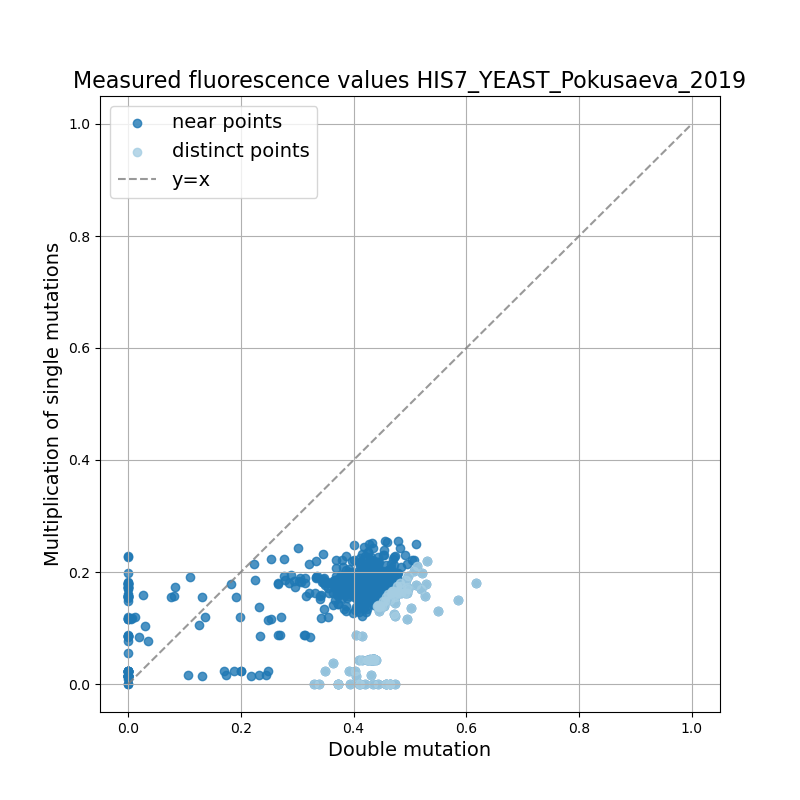 Measured fluorescence values HIS7_YEAST_Pokusaeva_2019
near points
distinct points
y=x
1.0
0.8
0.6
0.4
0.2
0.0
Multiplication of single mutations
0.0 0.2 0.4 0.6 0.8 1.0
Double mutation